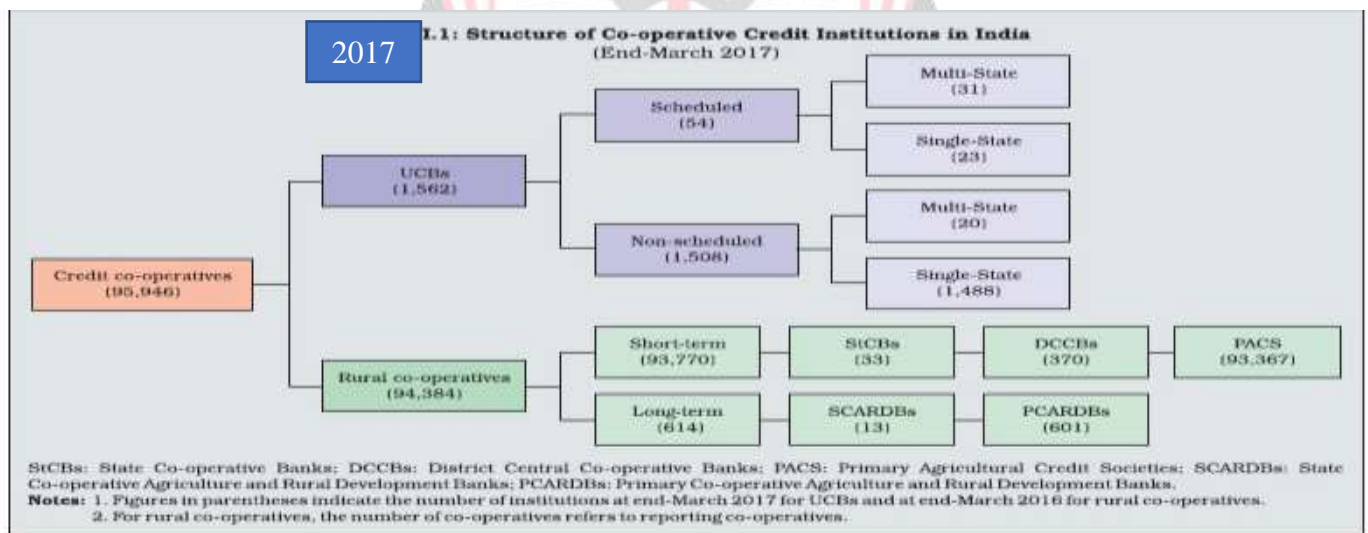 2017
I.1: Structure of Co-operative Credit Institutions in India
(End-March 2017)
Multi-State
(31)
Scheduled
(54)
Single-State
(23)
UCBs
(1,562)
Multi-State
(20)
Non-scheduled
(1,508)
Single-State
(1,488)
Credit co-operatives
(95,946)
Short-term
(93,770)
StCBs
(33)
DCCBs
(370)
PACS
(93,367)
Rural co-operatives
(94,384)
Long-term
(614)
SCARDBs
(13)
PCARDBs
(601)
StCBs: State Co-operative Banks; DCCBs: District Central Co-operative Banks; PACS: Primary Agricultural Credit Societies; SCARDBs: State
Co-operative Agriculture and Rural Development Banks; PCARDBs: Primary Co-operative Agriculture and Rural Development Banks.
Notes: 1. Figures in parentheses indicate the number of institutions at end-March 2017 for UCBs and at end-March 2016 for rural co-operatives.
2. For rural co-operatives, the number of co-operatives refers to reporting co-operatives.